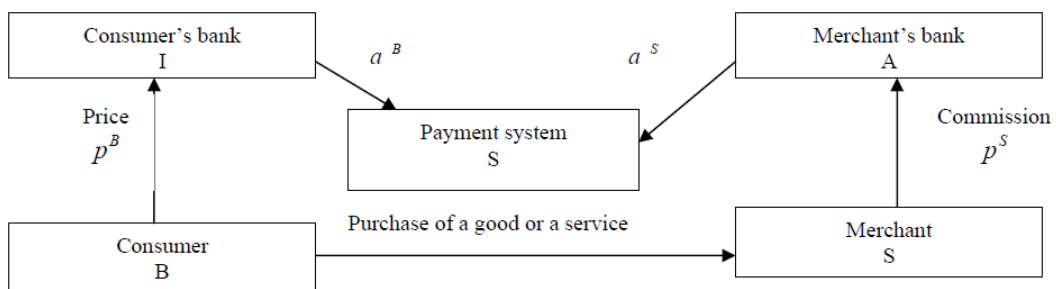 Consumer's bank
I
Merchant's bank
A
a^B
a^S
Price
p^B
Payment system
S
Commission
p^S
Purchase of a good or a service
Consumer
B
Merchant
S